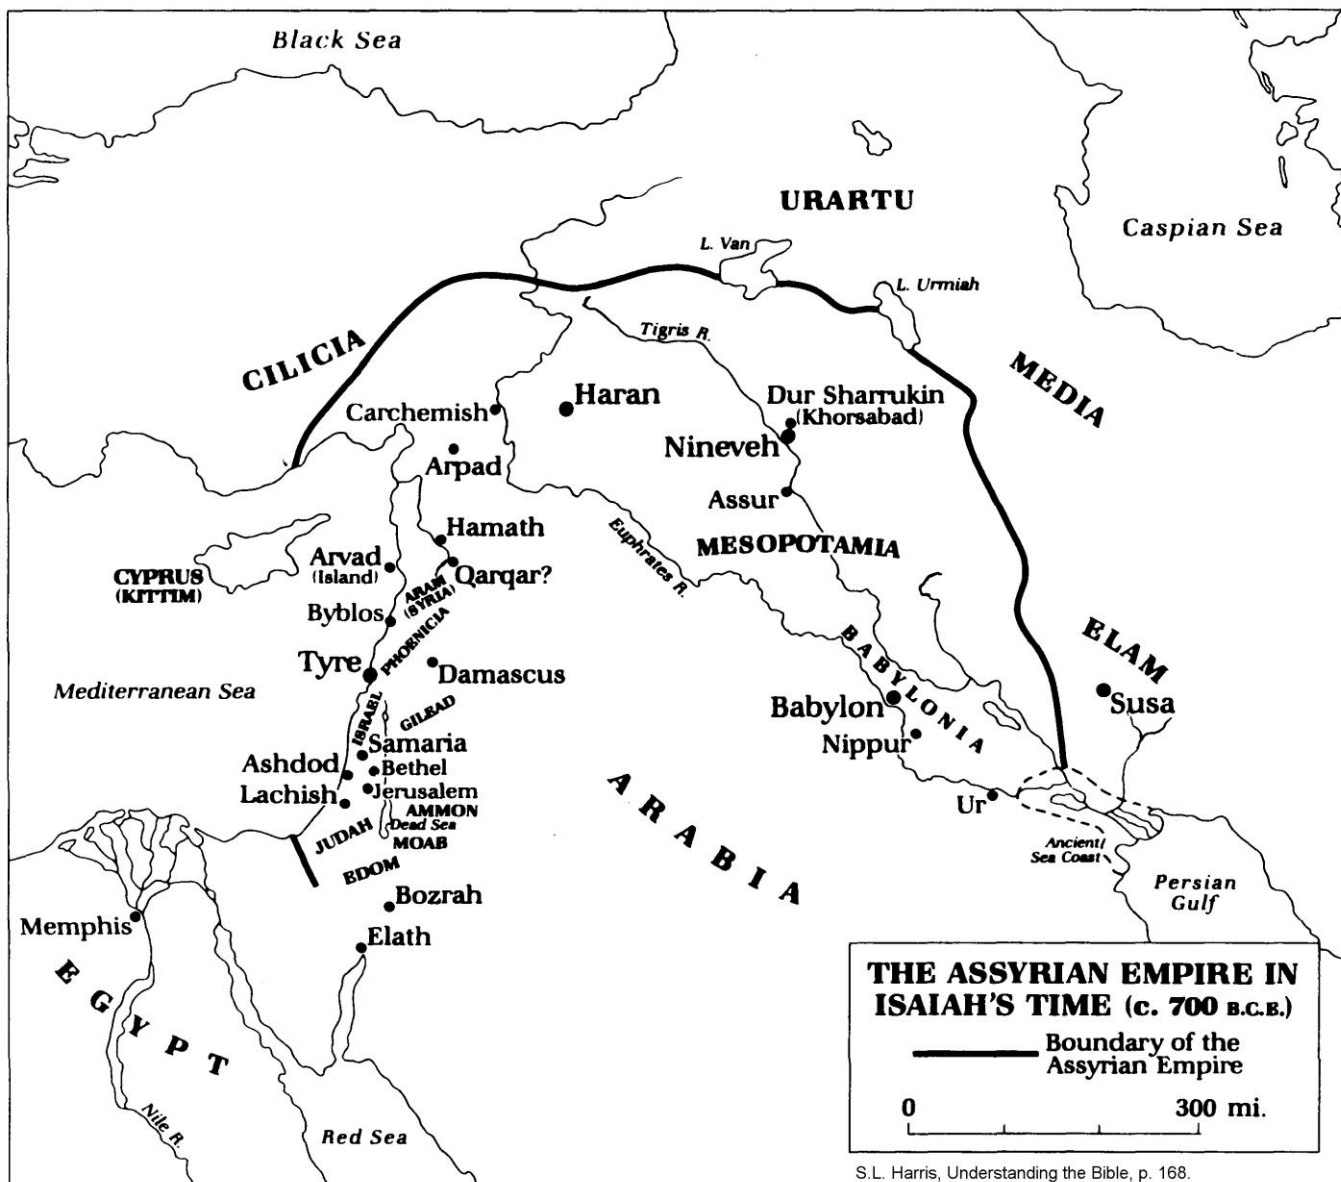 Black Sea
URARTU
Caspian Sea
L. Van
L. Urmiah
Tigris R.
CILICIA
MEDIA
Haran
Dur Sharrukin
(Khorsabad)
Carchemish
Nineveh
Arpad
Assur
Hamath
Euphrates R.
MESOPOTAMIA
Arvad
(Island)
Qarqar?
CYPRUS
(KITTIM)
ARAM
(SYRIA)
Byblos
PHOENICIA
BABYLONIA
ELAM
Tyre
Damascus
Mediterranean Sea
Susa
ISRAEL
GILEAD
Babylon
Nippur
Samaria
Ashdod
Bethel
Lachish
Jerusalem
ARABIA
Ur
AMMON
Dead Sea
JUDAH
MOAB
Ancient
Sea Coast
EDOM
Persian
Gulf
Bozrah
Memphis
Elath
EGYPT
Nile R.
Red Sea
THE ASSYRIAN EMPIRE IN
ISAIAH'S TIME (c. 700 B.C.E.)
Boundary of the
Assyrian Empire
0 300 mi.
S.L. Harris, Understanding the Bible, p. 168.